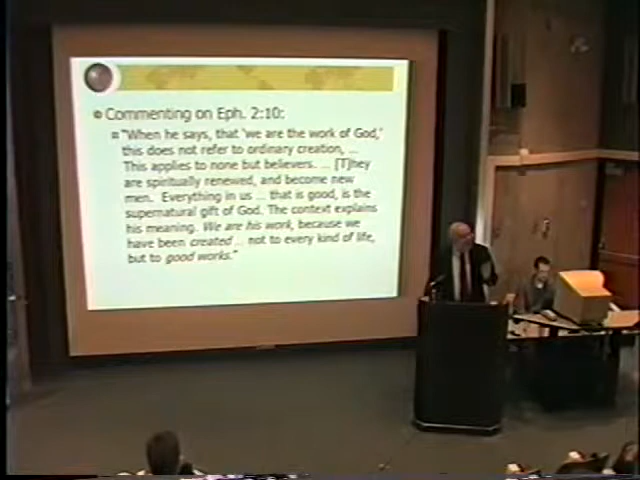 Commenting on Eph. 2:10:
"When he says, that 'we are the work of God,'
this does not refer to ordinary creation, ...
This applies to none but believers. ... [T]hey
are spiritually renewed, and become new
men. Everything in us ... that is good, is the
supernatural gift of God. The context explains
his meaning. We are his work, because we
have been created ... not to every kind of life,
but to good works."